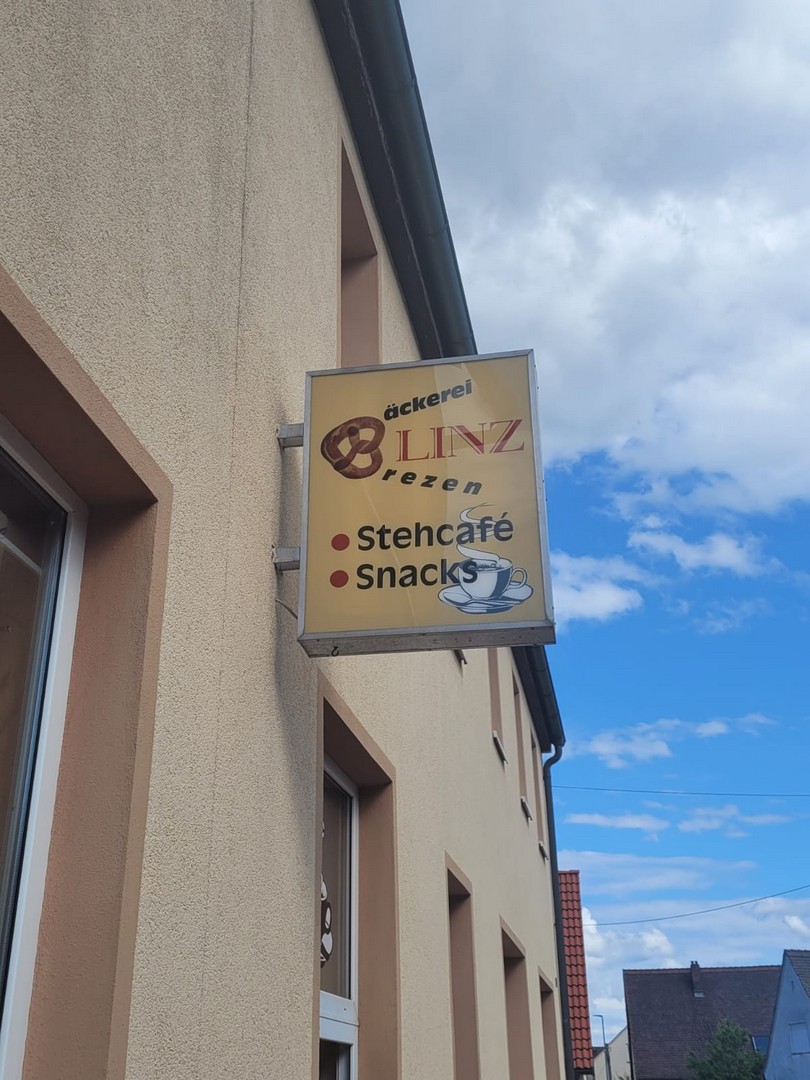 äckerei
LINZ
rezen
Stehcafé
Snacks